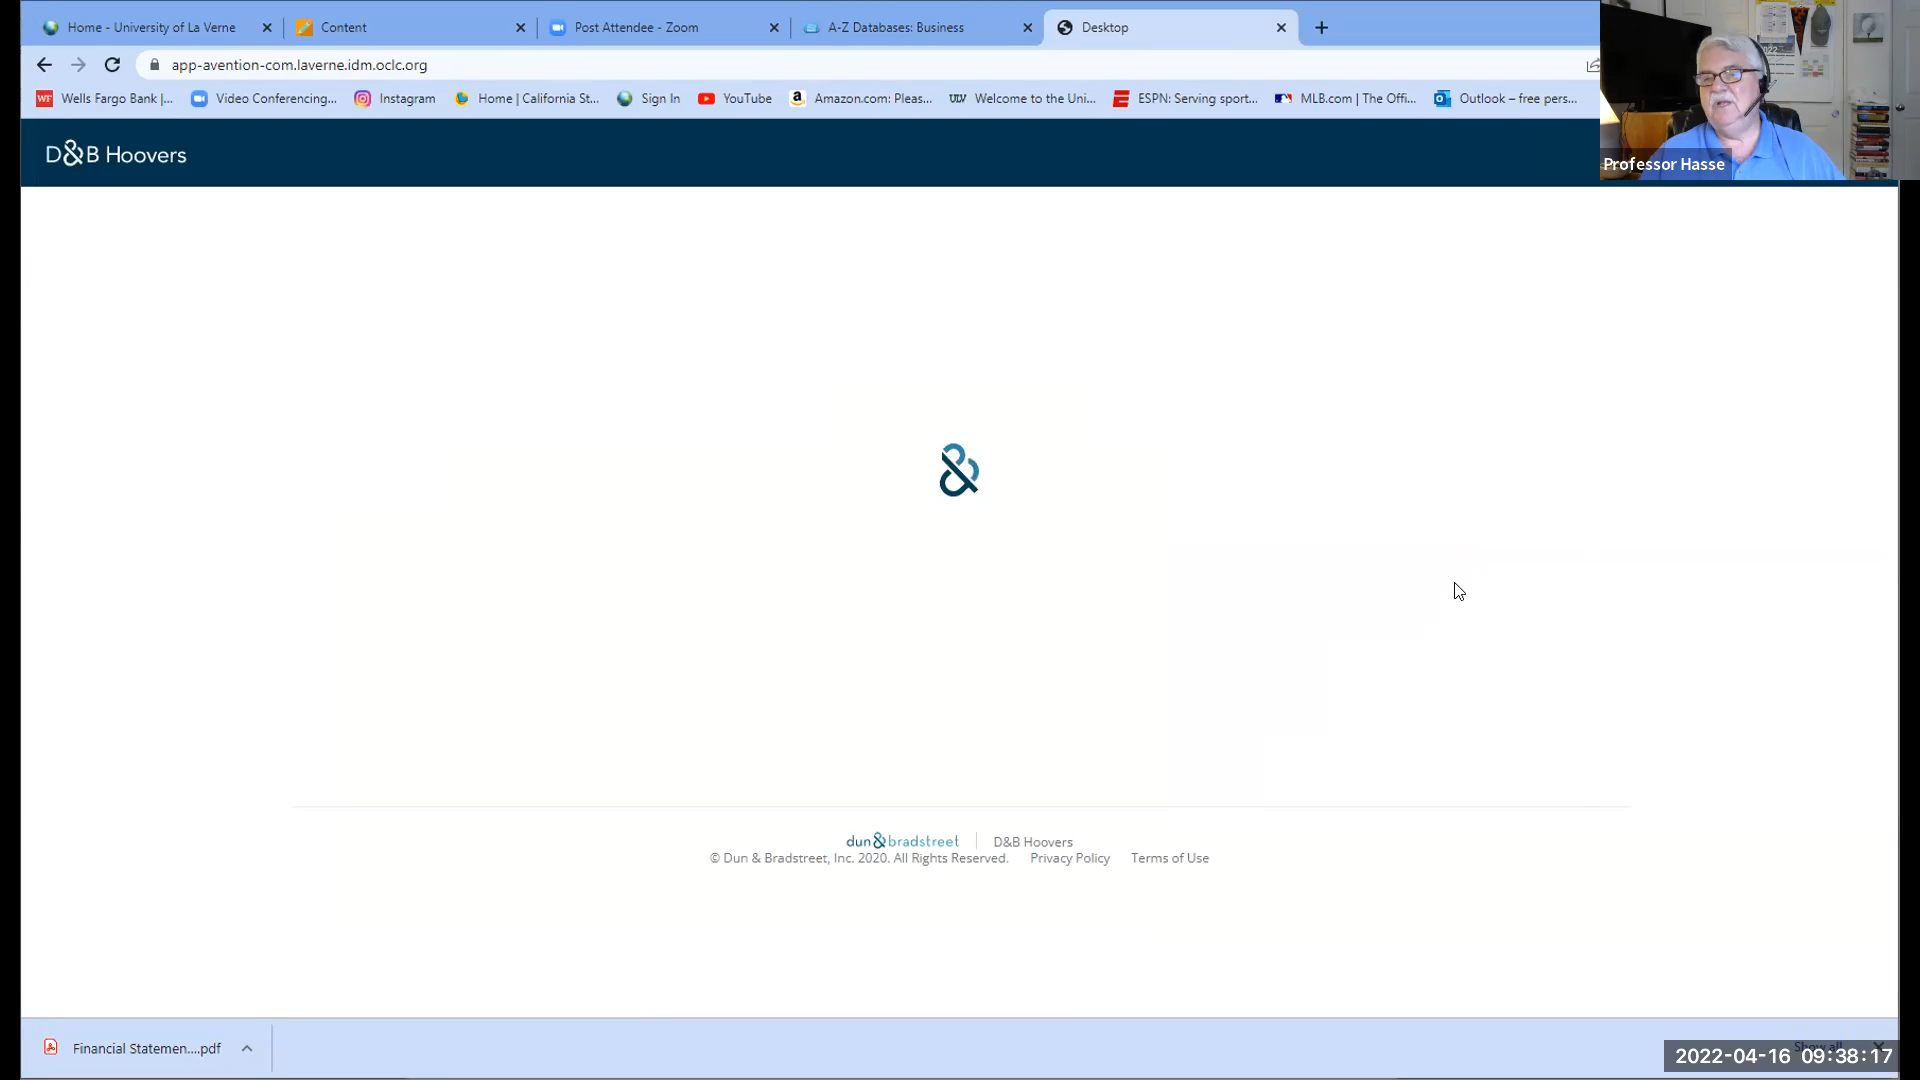 Home - University of La Verne
Content
Post Attendee - Zoom
A-Z Databases: Business
Desktop
app-avention-com.laverne.idm.oclc.org
WF
Wells Fargo Bank |...
Video Conferencing...
Instagram
Home | California St...
Sign In
YouTube
Amazon.com: Pleas...
Welcome to the Uni...
ESPN: Serving sport...
MLB.com | The Offi...
Outlook – free pers...
D&B Hoovers
Professor Hasse
&
dun & bradstreet
D&B Hoovers
© Dun & Bradstreet, Inc. 2020. All Rights Reserved.
Privacy Policy
Terms of Use
Financial Statemen....pdf
Show all
2022-04-16 09:38:17